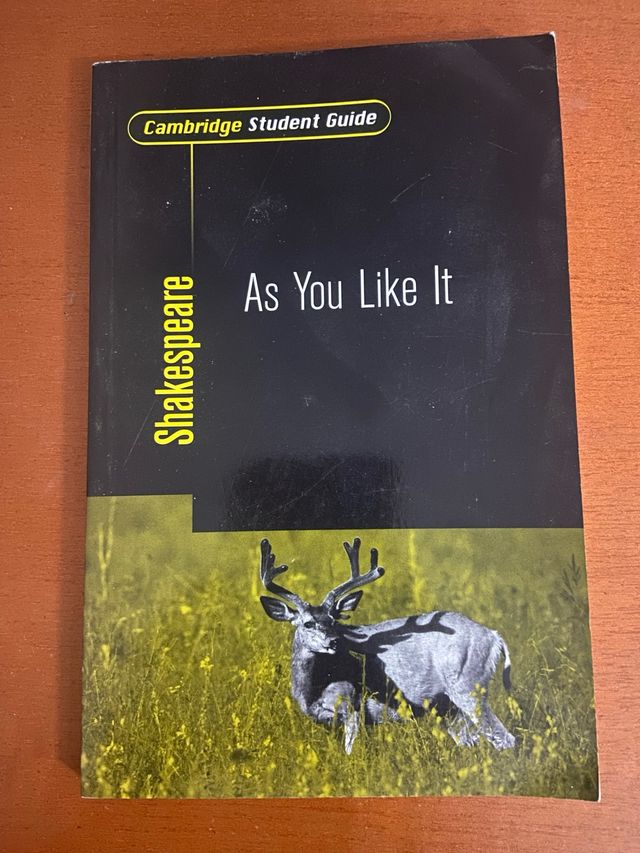 Cambridge Student Guide
Shakespeare
As You Like It